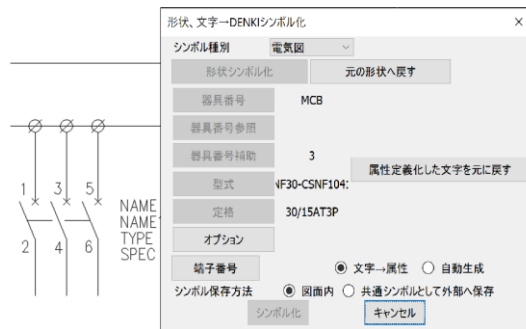 形状、文字→DENKIシンボル化
シンボル種別 電気図
形状シンボル化 元の形状へ戻す
器具番号 MCB
器具番号参照
器具番号補助 3
属性定義化した文字を元に戻す
型式 NF30-CSNF104:
定格 30/15AT3P
オプション
端子番号 文字→属性 自動生成
シンボル保存方法 図面内 共通シンボルとして外部へ保存
シンボル化 キャンセル
1 3 5
2 4 6
NAME
NAME
TYPE
SPEC